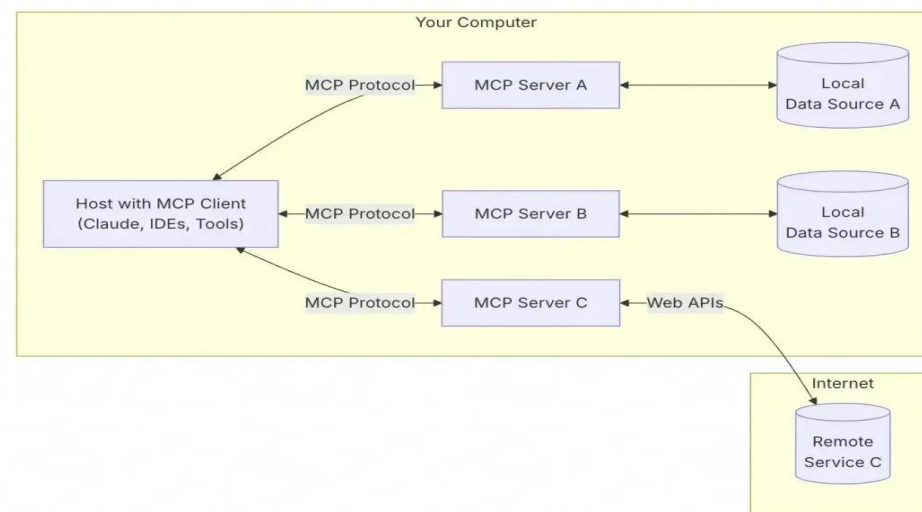 Your Computer
MCP Protocol
MCP Server A
Local
Data Source A
Host with MCP Client
(Claude, IDEs, Tools)
MCP Protocol
MCP Server B
Local
Data Source B
MCP Protocol
MCP Server C
Web APIs
Internet
Remote
Service C